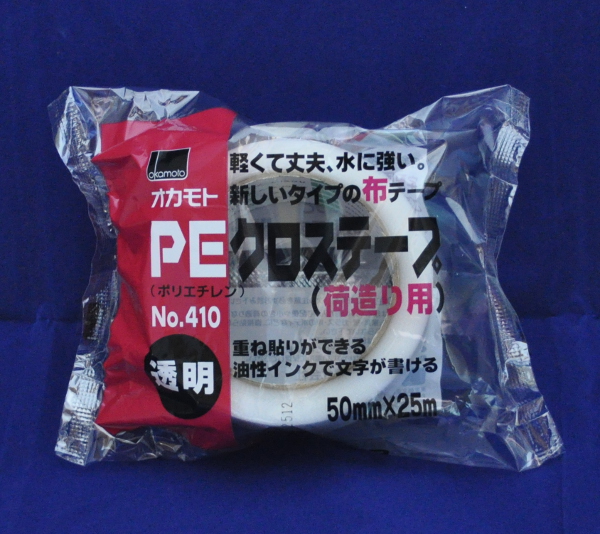 okamoto
オカモト
軽くて丈夫、水に強い。
新しいタイプの布テープ
PEクロステープ
(ポリエチレン)
(荷造り用)
No.410
透明
重ね貼りができる
油性インクで文字が書ける
50mm×25m
512